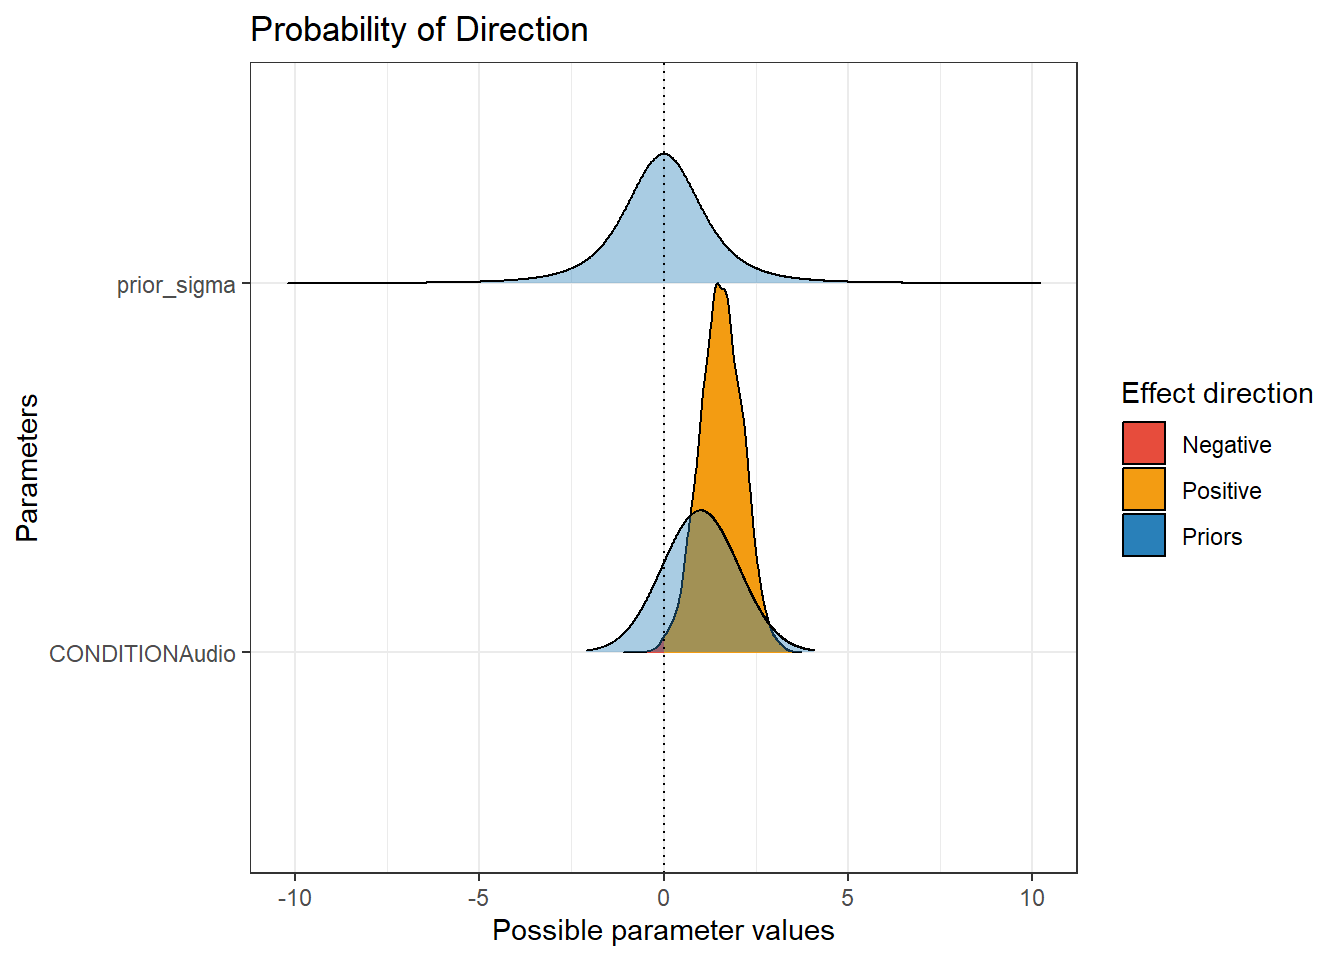 Probability of Direction
prior_sigma
CONDITIONAudio
Parameters
-10
-5
0
5
10
Possible parameter values
Effect direction
Negative
Positive
Priors